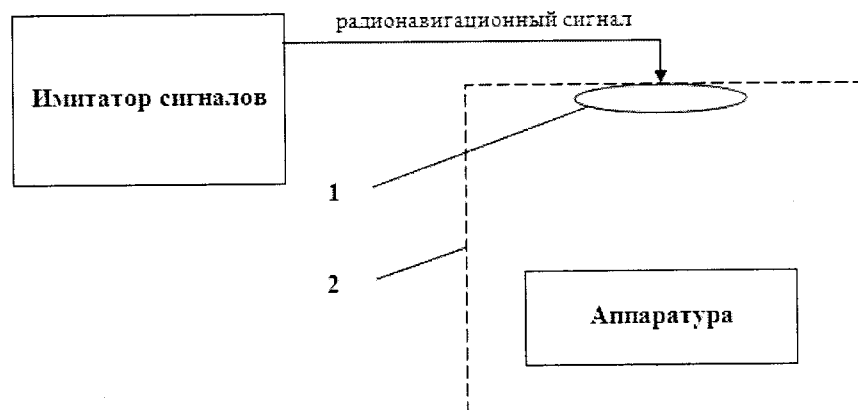 радионавигационный сигнал
Имитатор сигналов
1
2
Аппаратура